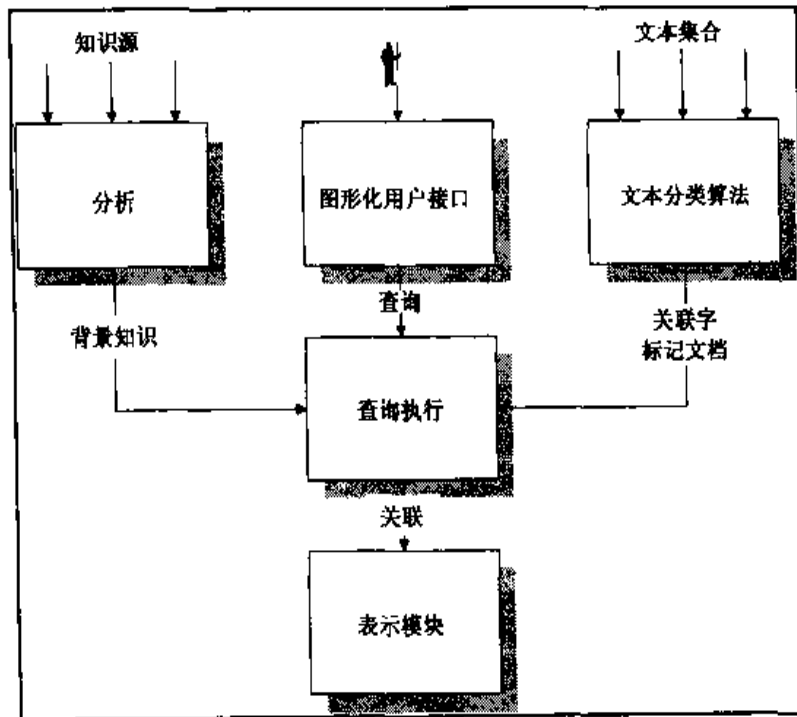 知识源
文本集合
分析
图形化用户接口
文本分类算法
查询
背景知识
关联字
标记文档
查询执行
关联
表示模块